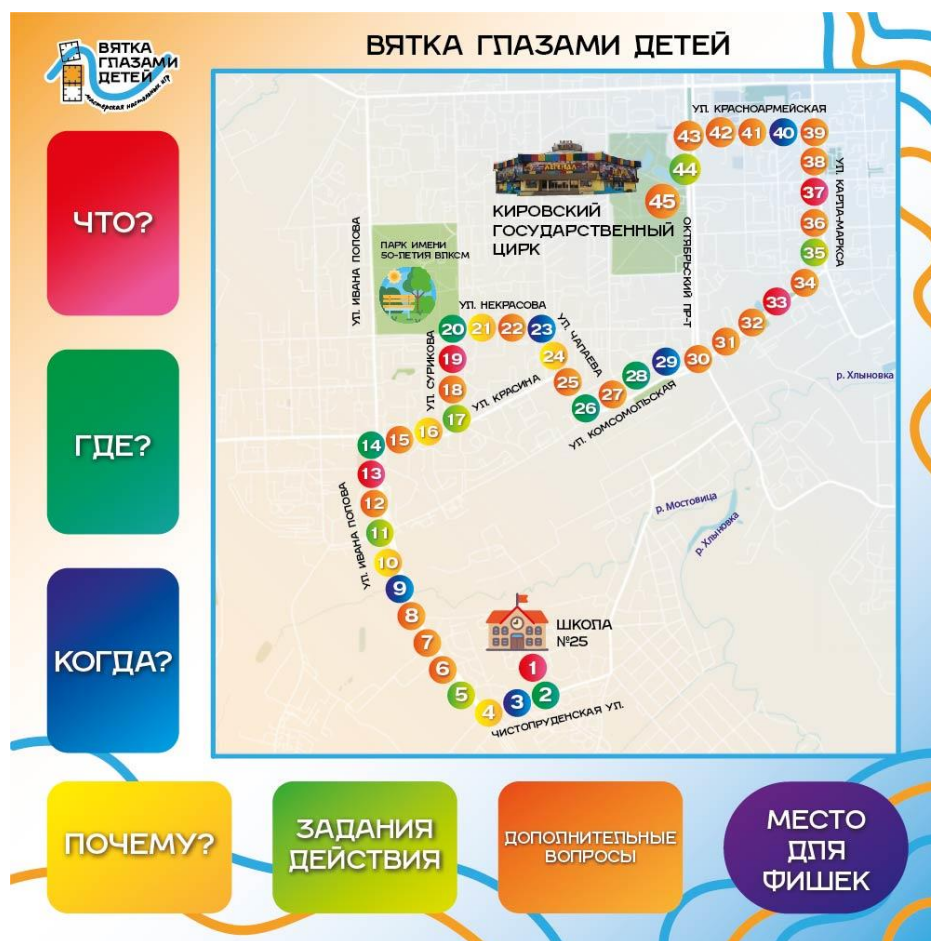 ВЯТКА
ГЛАЗАМИ
ДЕТЕЙ
мастерская настольных игр
ВЯТКА ГЛАЗАМИ ДЕТЕЙ
ЧТО?
ГДЕ?
КОГДА?
ПОЧЕМУ?
ЗАДАНИЯ
ДЕЙСТВИЯ
ДОПОЛНИТЕЛЬНЫЕ
ВОПРОСЫ
МЕСТО
ДЛЯ
ФИШЕК
УЛ. КРАСНОАРМЕЙСКАЯ
43 42 41 40 39
44
38
37
36
35
34
33
32
31
30
45
УЛ. КАРЛА-МАРКСА
ЛЕГЕНДА
КИРОВСКИЙ
ГОСУДАРСТВЕННЫЙ
ЦИРК
ОКТЯБРЬСКИЙ ПР-Т
УЛ. ИВАНА ПОПОВА
ПАРК ИМЕНИ
50-ЛЕТИЯ ВЛКСМ
УЛ. НЕКРАСОВА
20 21 22 23
УЛ. ЧАПАЕВА
19
24
18
25
УЛ. СУРИКОВА
УЛ. КРАСИНА
26 27 28 29
УЛ. КОМСОМОЛЬСКАЯ
14 15 16 17
13
12
11
10
9
8
7
6
5
4
3
2
1
УЛ. ИВАНА ПОПОВА
р. Хлыновка
р. Мостовица
р. Хлыновка
ШКОЛА
№25
ЧИСТОПРУДЕНСКАЯ УЛ.